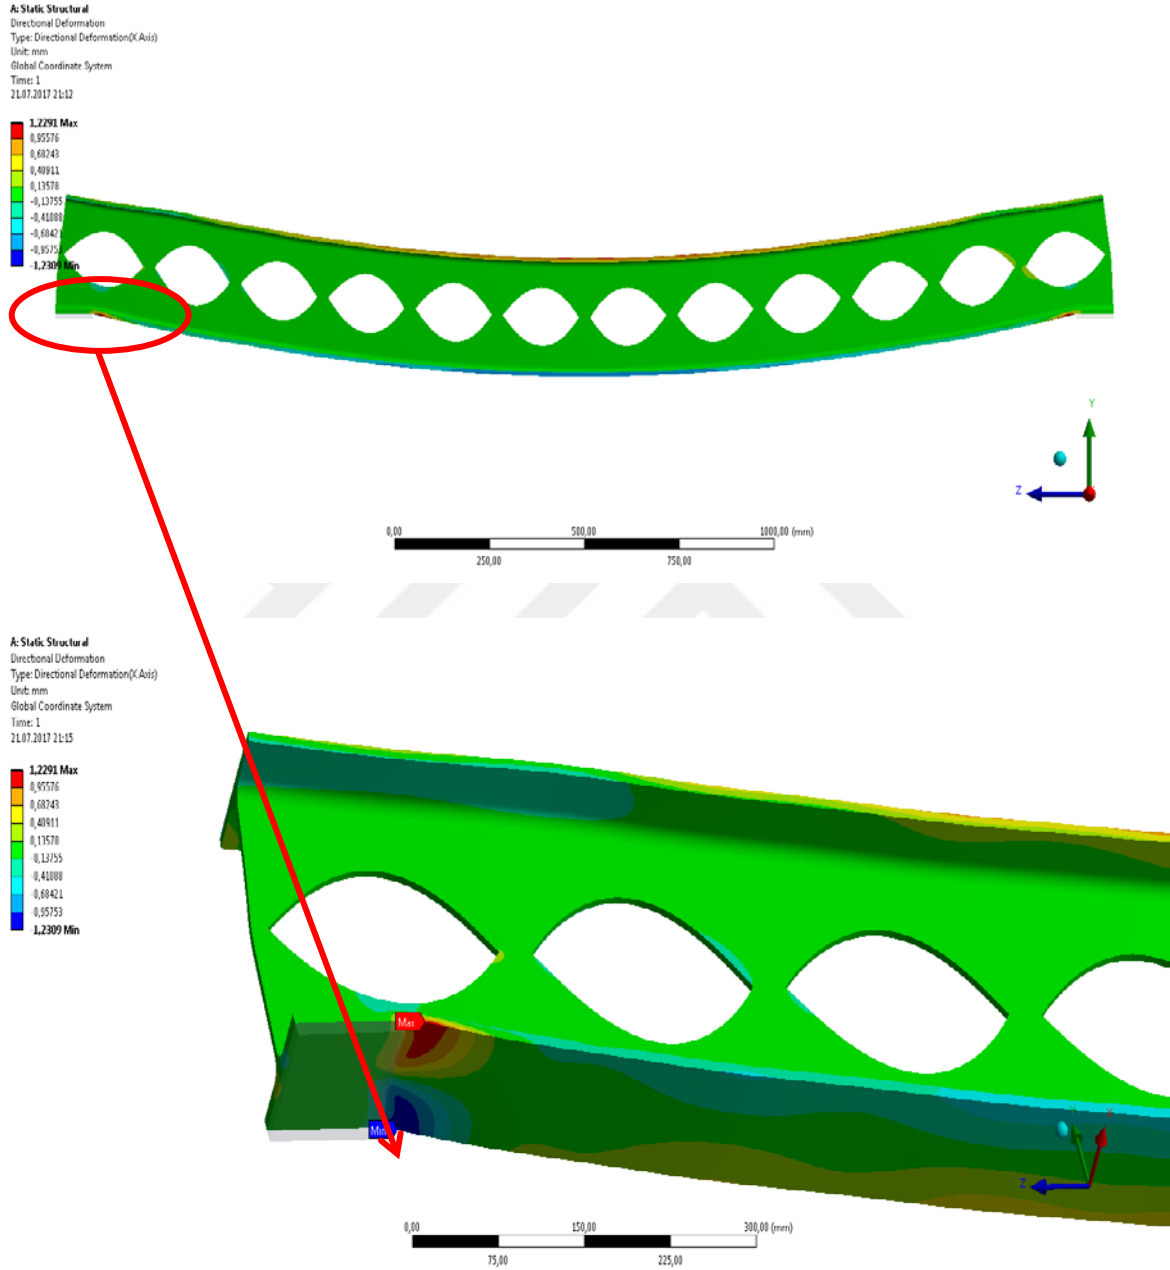 A: Static Structural
Directional Deformation
Type: Directional Deformation(X Axis)
Unit: mm
Global Coordinate System
Time: 1
21.07.2017 21:12
1,2291 Max
0,95576
0,68243
0,40911
0,13578
-0,13755
-0,41088
-0,68421
-0,95753
-1,2309 Min
Y
Z
0,00 500,00 1000,00 (mm)
250,00 750,00
A: Static Structural
Directional Deformation
Type: Directional Deformation(X Axis)
Unit: mm
Global Coordinate System
Time: 1
21.07.2017 21:15
1,2291 Max
0,95576
0,68243
0,40911
0,13578
-0,13755
-0,41088
-0,68421
-0,95753
-1,2309 Min
Max
Min
Y X
Z
0,00 150,00 300,00 (mm)
75,00 225,00